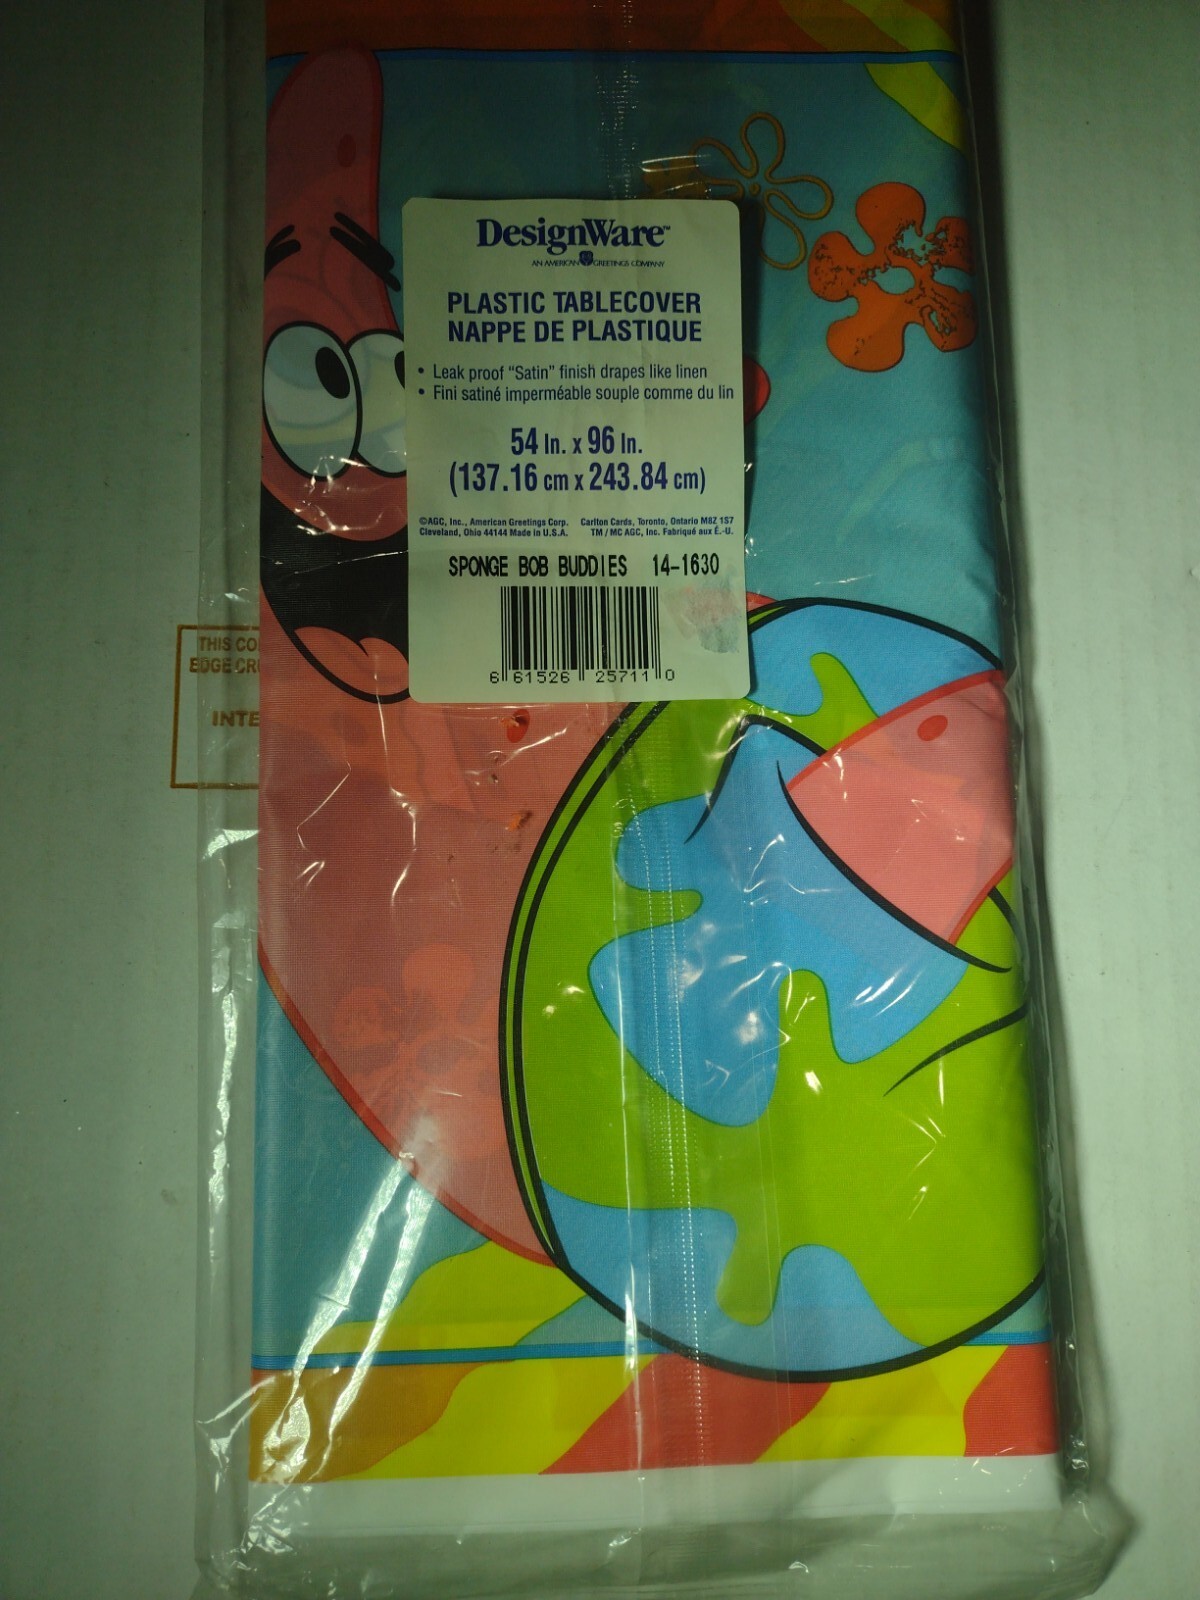 DesignWare™
AN AMERICAN GREETINGS COMPANY
PLASTIC TABLECOVER
NAPPE DE PLASTIQUE
• Leak proof “Satin” finish drapes like linen
• Fini satiné imperméable souple comme du lin
54 In. x 96 In.
(137.16 cm x 243.84 cm)
©AGC, Inc., American Greetings Corp.
Cleveland, Ohio 44144 Made in U.S.A.
Carlton Cards, Toronto, Ontario M8Z 1S7
TM / MC AGC, Inc. Fabriqué aux É.-U.
SPONGE BOB BUDDIES 14-1630
6 61526 25711 0
THIS CO
EDGE CRU
INTE